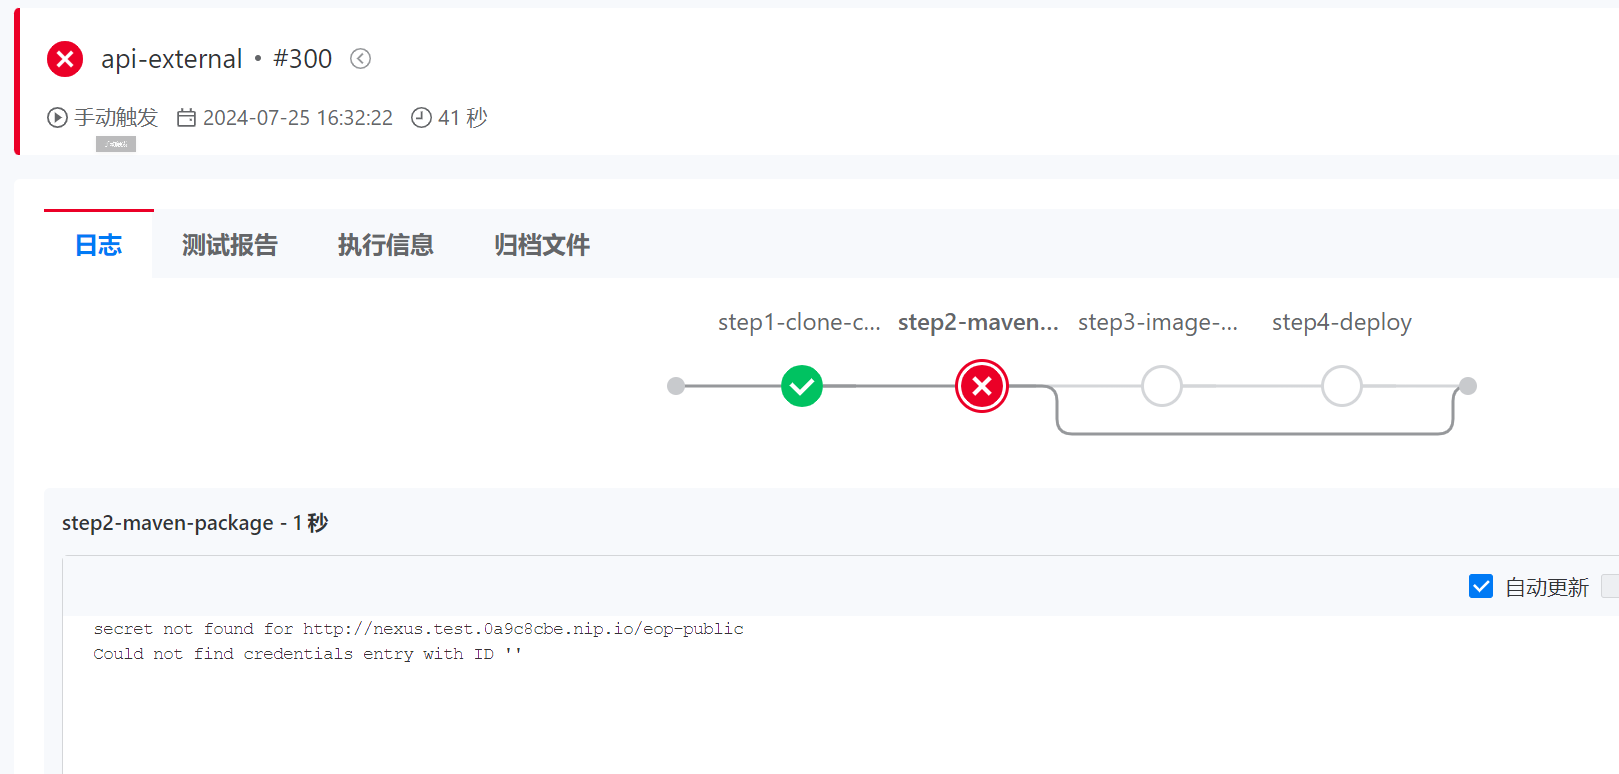 api-external • #300
手动触发 2024-07-25 16:32:22 41 秒
日志 测试报告 执行信息 归档文件
step1-clone-c... step2-maven... step3-image-... step4-deploy
step2-maven-package - 1 秒
自动更新
secret not found for http://nexus.test.0a9c8cbe.nip.io/eop-public
Could not find credentials entry with ID ''